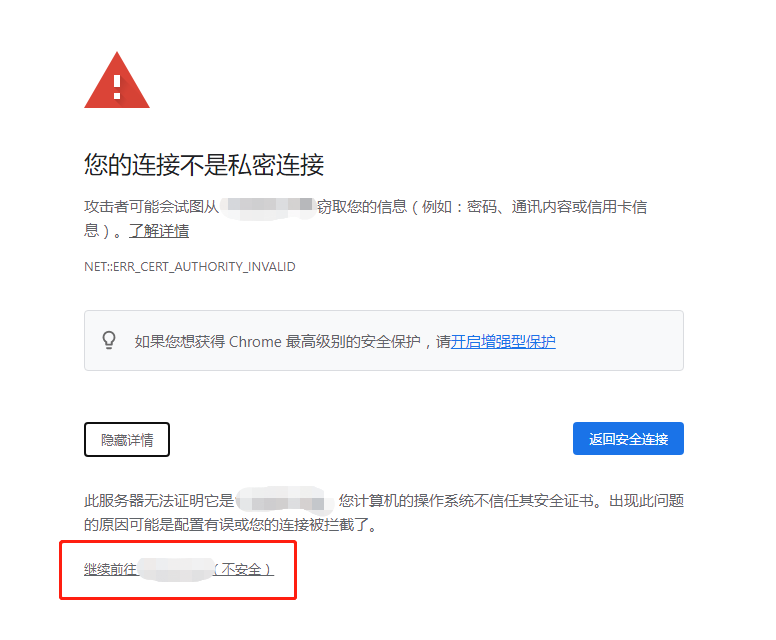 您的连接不是私密连接
攻击者可能会试图从 窃取您的信息（例如：密码、通讯内容或信用卡信
息）。了解详情
NET::ERR_CERT_AUTHORITY_INVALID
如果您想获得 Chrome 最高级别的安全保护，请开启增强型保护
隐藏详情
返回安全连接
此服务器无法证明它是 您计算机的操作系统不信任其安全证书。出现此问题
的原因可能是配置有误或您的连接被拦截了。
继续前往 （不安全）